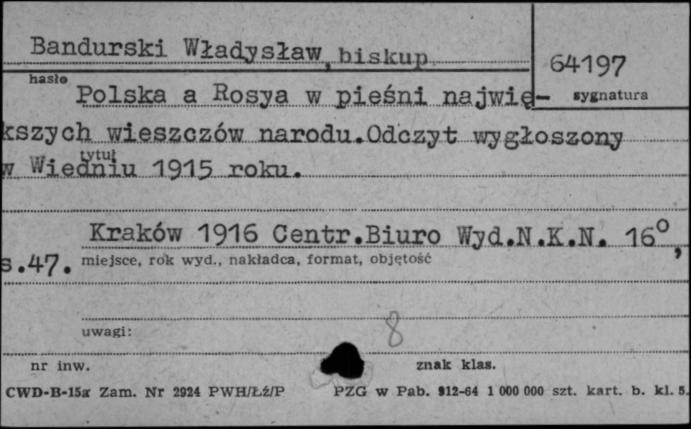 Bandurski Władysław, biskup
64197
hasło
sygnatura
Polska a Rosya w pieśni najwię-
kszych wieszczów narodu.Odczyt wygłoszony
tytuł
w Wiedniu 1915 roku.
Kraków 1916 Centr.Biuro Wyd.N.K.N. 16°,
miejsce, rok wyd., nakładca, format, objętość
s.47.
uwagi:
8
nr inw.
znak klas.
CWD-B-15a Zam. Nr 2924 PWH/Łź/P
PZG w Pab. 912-64 1 000 000 szt. kart. b. kl. 5.